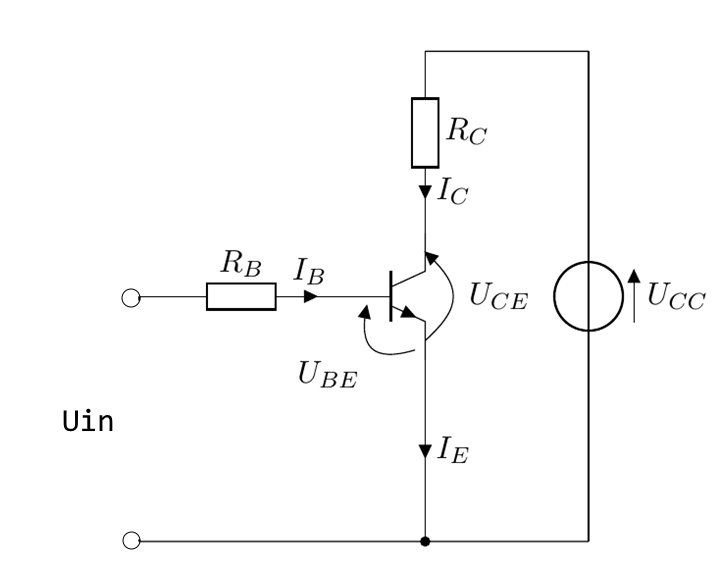 R_C
I_C
R_B
I_B
U_CE
U_CC
U_BE
Uin
I_E